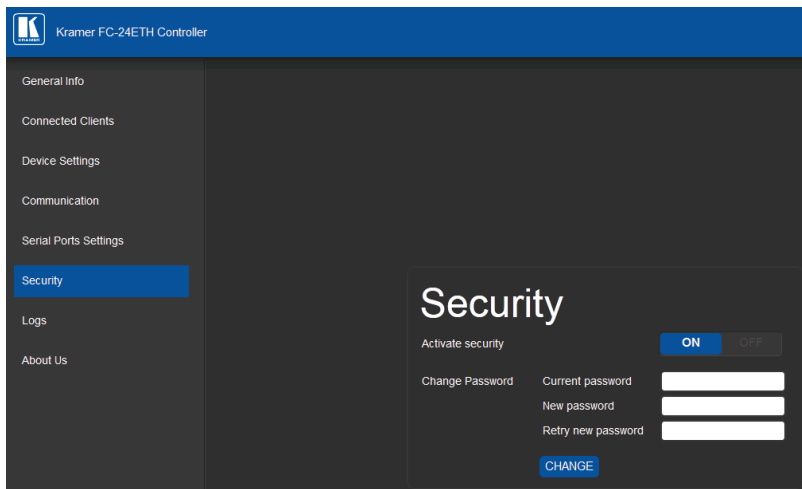 KRAMER
Kramer FC-24ETH Controller
General Info
Connected Clients
Device Settings
Communication
Serial Ports Settings
Security
Logs
About Us
Security
Activate security ON OFF
Change Password Current password
New password
Retry new password
CHANGE